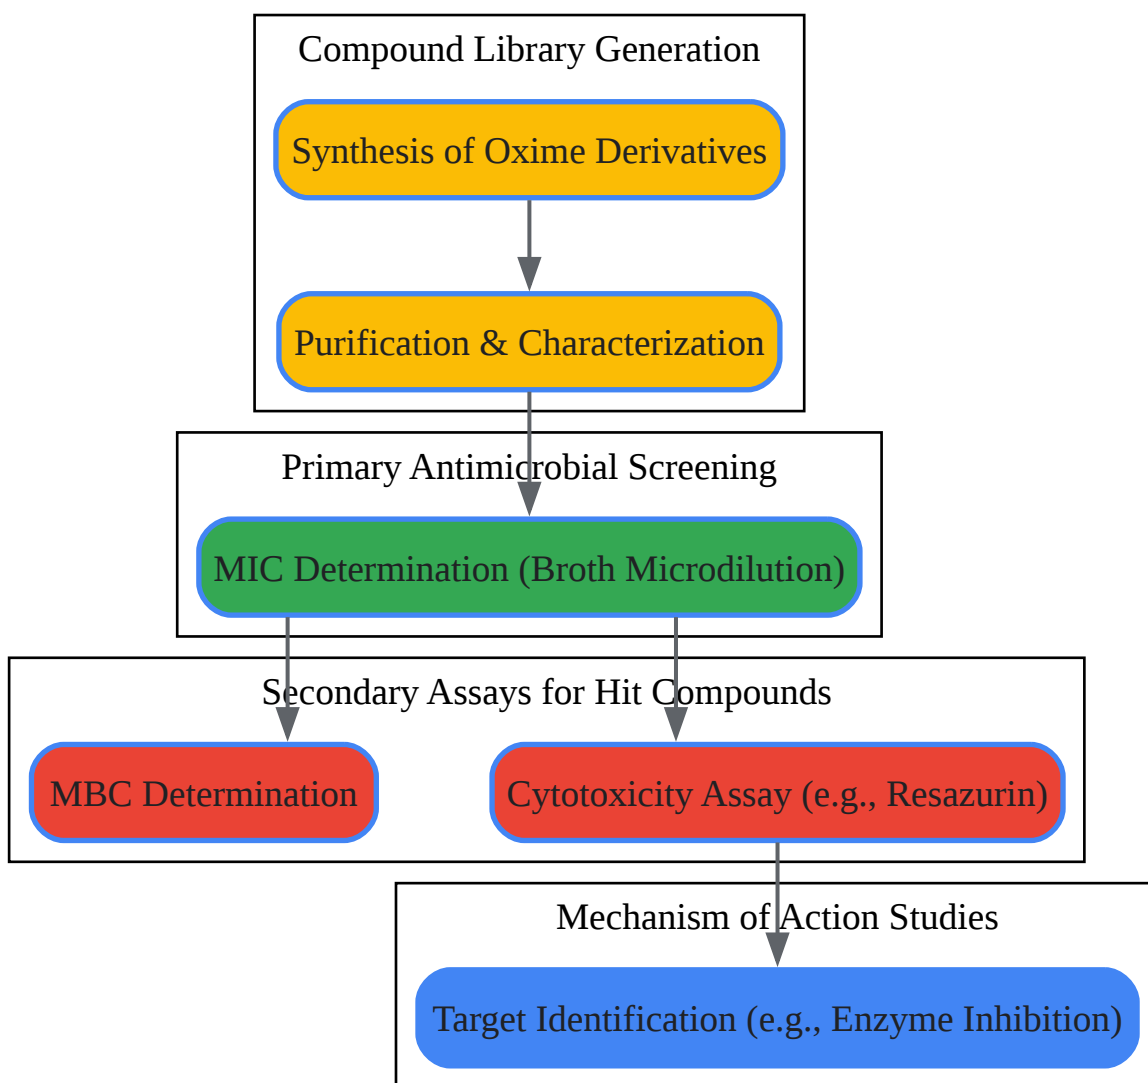 Compound Library Generation
Synthesis of Oxime Derivatives
Purification & Characterization
Primary Antimicrobial Screening
MIC Determination (Broth Microdilution)
Secondary Assays for Hit Compounds
MBC Determination
Cytotoxicity Assay (e.g., Resazurin)
Mechanism of Action Studies
Target Identification (e.g., Enzyme Inhibition)